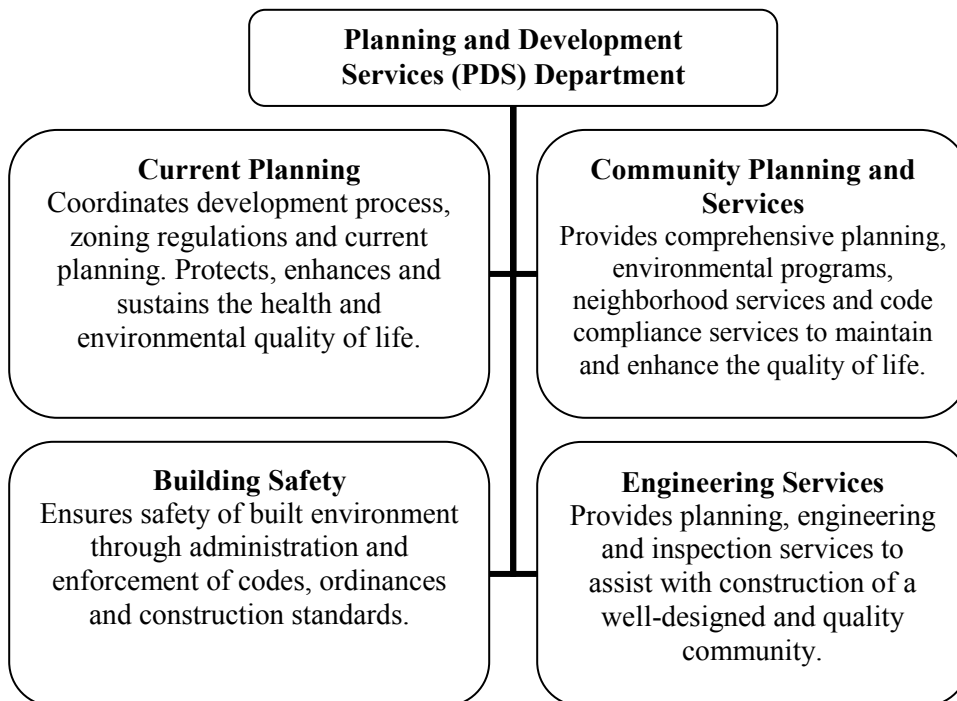 Planning and Development
Services (PDS) Department
Current Planning
Coordinates development process,
zoning regulations and current
planning. Protects, enhances and
sustains the health and
environmental quality of life.
Community Planning and
Services
Provides comprehensive planning,
environmental programs,
neighborhood services and code
compliance services to maintain
and enhance the quality of life.
Building Safety
Ensures safety of built environment
through administration and
enforcement of codes, ordinances
and construction standards.
Engineering Services
Provides planning, engineering
and inspection services to
assist with construction of a
well-designed and quality
community.